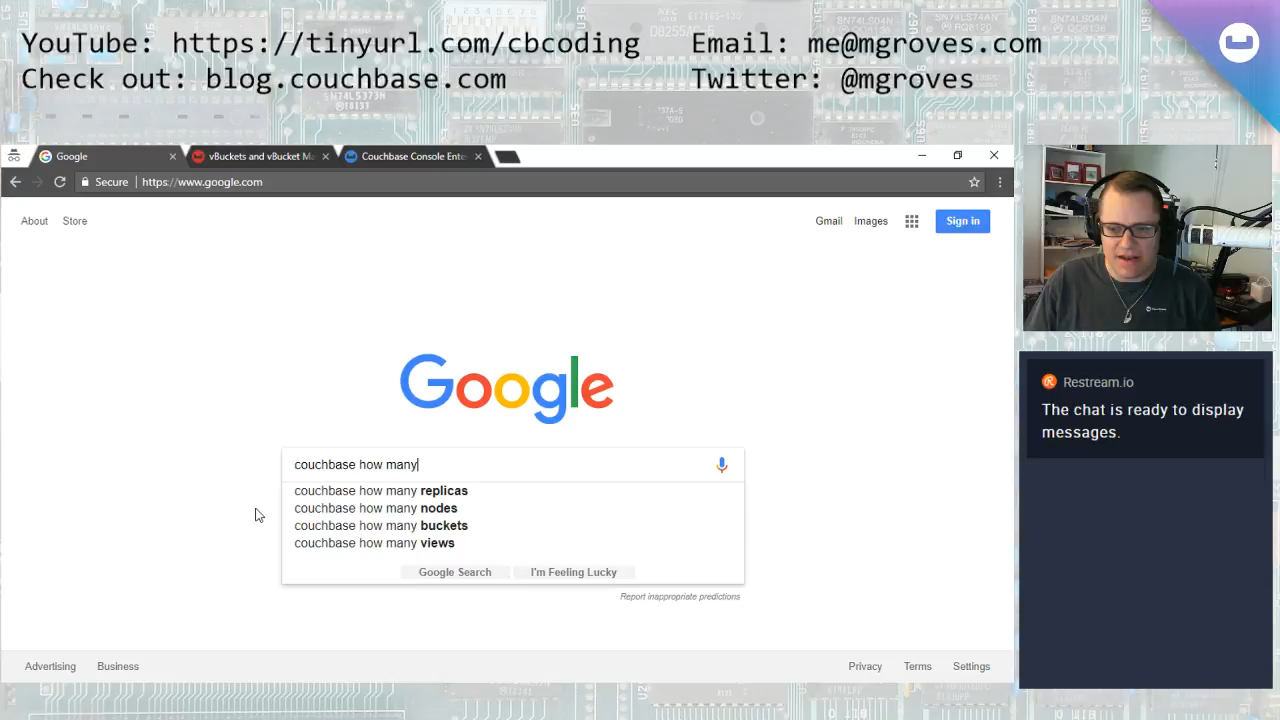 YouTube: https://tinyurl.com/cbcoding
Email: me@mgroves.com
Check out: blog.couchbase.com
Twitter: @mgroves
Google
vBuckets and vBucket Ma
Couchbase Console Ente
Secure
https://www.google.com
About
Store
Gmail
Images
Sign in
Google
couchbase how many
couchbase how many replicas
couchbase how many nodes
couchbase how many buckets
couchbase how many views
Google Search
I'm Feeling Lucky
Report inappropriate predictions
Advertising
Business
Privacy
Terms
Settings
Restream.io
The chat is ready to display
messages.